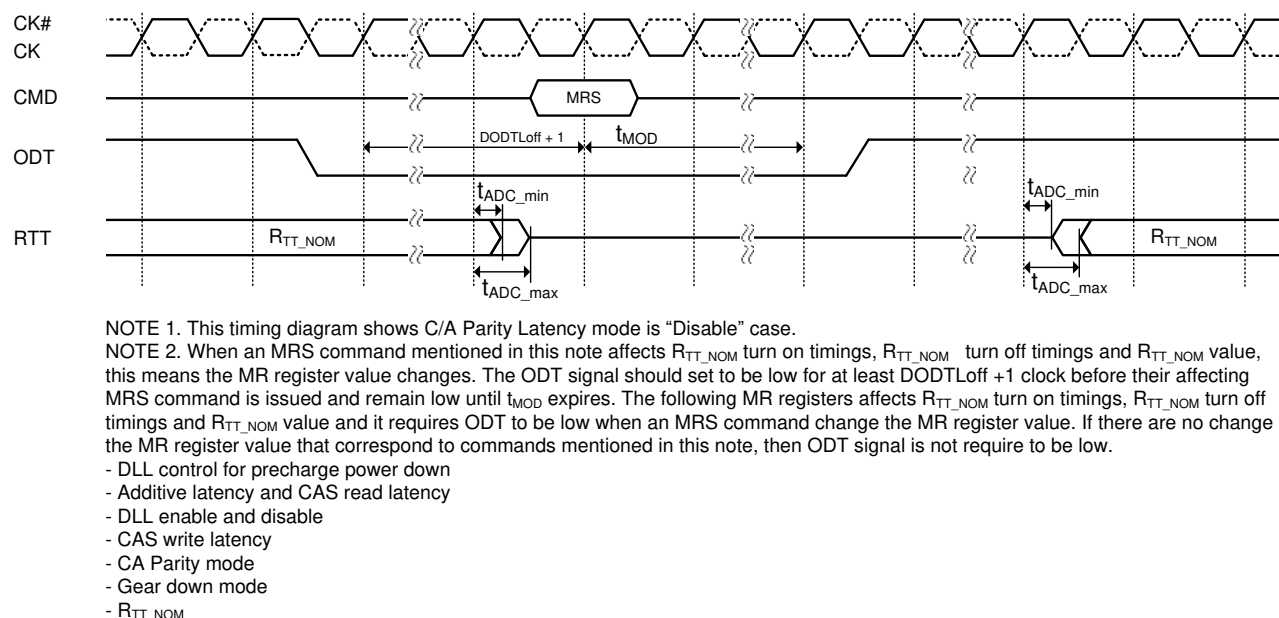 CK#
CK
CMD
MRS
ODT
DODTLoff + 1
tMOD
tADC_min
tADC_min
RTT
RTT_NOM
RTT_NOM
tADC_max
tADC_max
NOTE 1. This timing diagram shows C/A Parity Latency mode is “Disable” case.
NOTE 2. When an MRS command mentioned in this note affects RTT_NOM turn on timings, RTT_NOM turn off timings and RTT_NOM value,
this means the MR register value changes. The ODT signal should set to be low for at least DODTLoff +1 clock before their affecting
MRS command is issued and remain low until tMOD expires. The following MR registers affects RTT_NOM turn on timings, RTT_NOM turn off
timings and RTT_NOM value and it requires ODT to be low when an MRS command change the MR register value. If there are no change
the MR register value that correspond to commands mentioned in this note, then ODT signal is not require to be low.
- DLL control for precharge power down
- Additive latency and CAS read latency
- DLL enable and disable
- CAS write latency
- CA Parity mode
- Gear down mode
- RTT_NOM